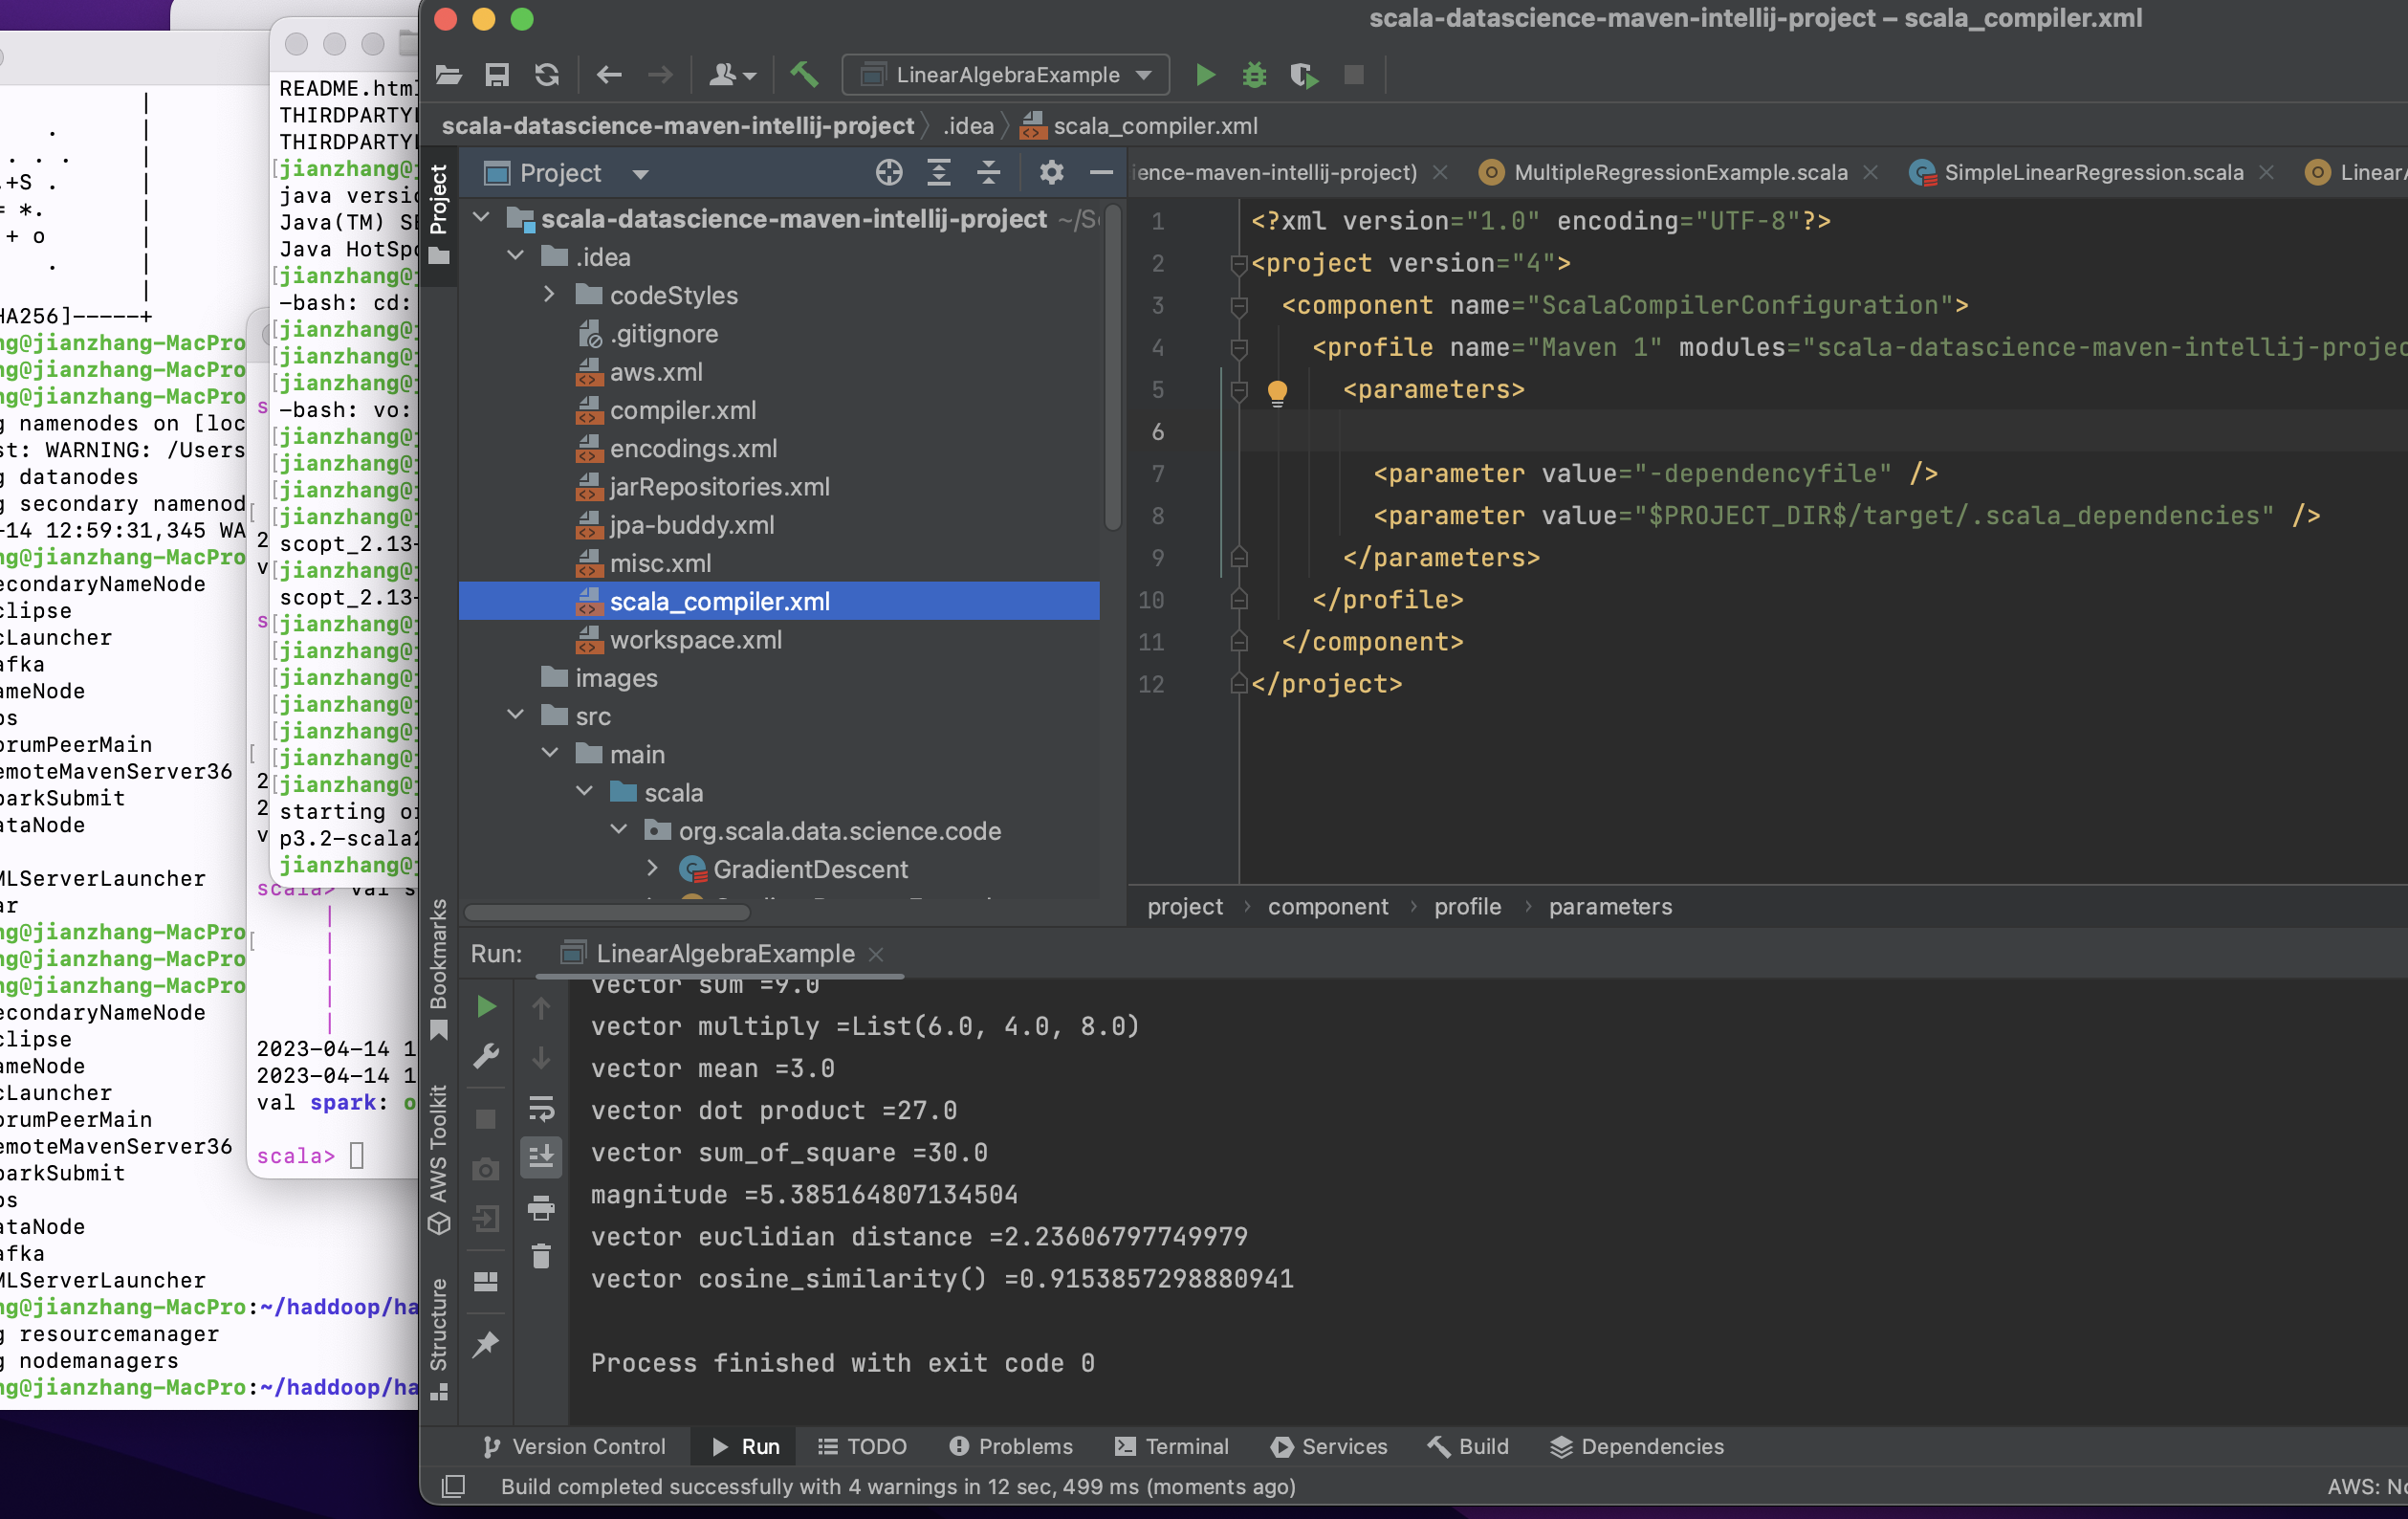 scala-datascience-maven-intellij-project – scala_compiler.xml
LinearAlgebraExample
scala-datascience-maven-intellij-project
.idea
scala_compiler.xml
Project
ience-maven-intellij-project)
MultipleRegressionExample.scala
SimpleLinearRegression.scala
Project
scala-datascience-maven-intellij-project
.idea
codeStyles
.gitignore
aws.xml
compiler.xml
encodings.xml
jarRepositories.xml
jpa-buddy.xml
misc.xml
scala_compiler.xml
workspace.xml
images
src
main
scala
org.scala.data.science.code
GradientDescent
1 <?xml version="1.0" encoding="UTF-8"?>
2 <project version="4">
3 <component name="ScalaCompilerConfiguration">
4 <profile name="Maven 1" modules="scala-datascience-maven-intellij-projec
5 <parameters>
6
7 <parameter value="-dependencyfile" />
8 <parameter value="$PROJECT_DIR$/target/.scala_dependencies" />
9 </parameters>
10 </profile>
11 </component>
12 </project>
project › component › profile › parameters
Bookmarks
AWS Toolkit
Structure
Run: LinearAlgebraExample
vector sum =9.0
vector multiply =List(6.0, 4.0, 8.0)
vector mean =3.0
vector dot product =27.0
vector sum_of_square =30.0
magnitude =5.385164807134504
vector euclidian distance =2.23606797749979
vector cosine_similarity() =0.9153857298880941
Process finished with exit code 0
Version Control
Run
TODO
Problems
Terminal
Services
Build
Dependencies
Build completed successfully with 4 warnings in 12 sec, 499 ms (moments ago)
AWS:
README.html
THIRDPARTY
THIRDPARTY
jianzhang@
java versio
Java(TM) SE
Java HotSpo
jianzhang@
-bash: cd:
jianzhang@
jianzhang@
jianzhang@
-bash: vo:
jianzhang@
jianzhang@
jianzhang@
jianzhang@
scopt_2.13-
jianzhang@
scopt_2.13-
jianzhang@
jianzhang@
jianzhang@
jianzhang@
jianzhang@
jianzhang@
jianzhang@
starting or
p3.2-scala2
jianzhang@
scala> val s
2023-04-14 1
2023-04-14 1
val spark: o
scala>
. . .
.+S .
= *.
+ o
.
HA256]-----+
ng@jianzhang-MacPro
ng@jianzhang-MacPro
ng@jianzhang-MacPro
g namenodes on [loc
st: WARNING: /Users
g datanodes
g secondary namenod
-14 12:59:31,345 WA
ng@jianzhang-MacPro
econdaryNameNode
clipse
cLauncher
afka
ameNode
ps
orumPeerMain
emoteMavenServer36
parkSubmit
ataNode
MLServerLauncher
ar
ng@jianzhang-MacPro
ng@jianzhang-MacPro
ng@jianzhang-MacPro
econdaryNameNode
clipse
ameNode
cLauncher
orumPeerMain
emoteMavenServer36
parkSubmit
ps
ataNode
afka
MLServerLauncher
ng@jianzhang-MacPro:~/haddoop/ha
g resourcemanager
g nodemanagers
ng@jianzhang-MacPro:~/haddoop/ha